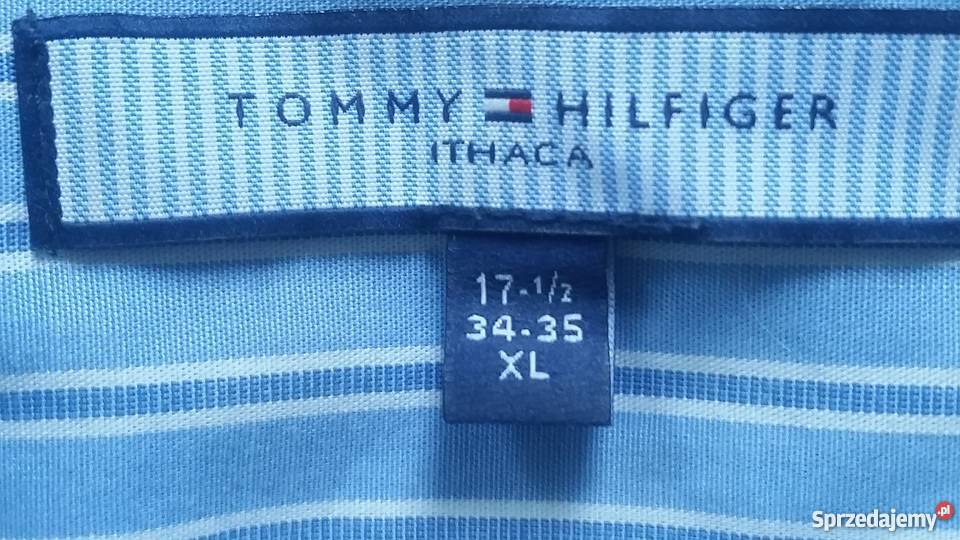 TOMMY HILFIGER
ITHACA
17-1/2
34-35
XL
Sprzedajemy.pl